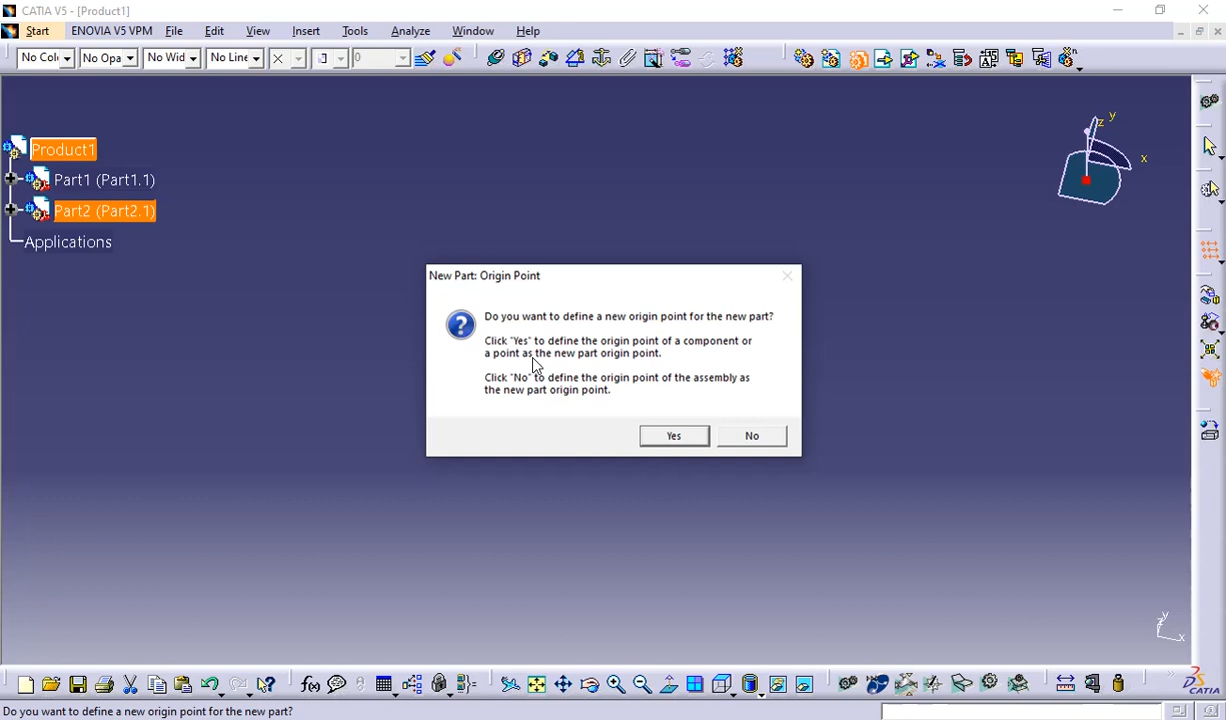 CATIA V5 - [Product1]
Start ENOVIA V5 VPM File Edit View Insert Tools Analyze Window Help
No Col No Opa No Wid No Line 0
Product1
Part1 (Part1.1)
Part2 (Part2.1)
Applications
z y x
New Part: Origin Point
Do you want to define a new origin point for the new part?
Click "Yes" to define the origin point of a component or
a point as the new part origin point.
Click "No" to define the origin point of the assembly as
the new part origin point.
Yes No
z y x
f(x)
CATIA
Do you want to define a new origin point for the new part?